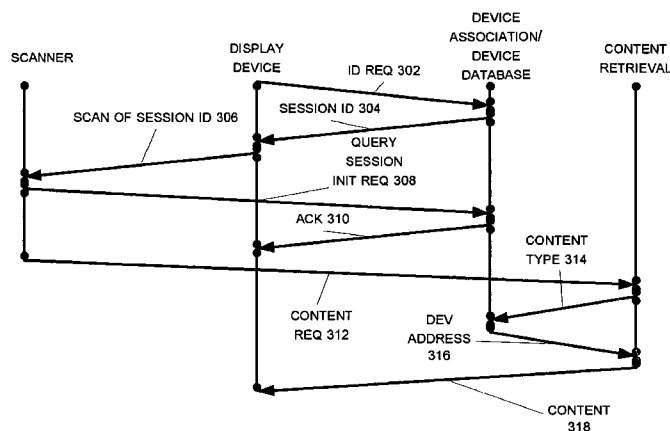 SCANNER
DISPLAY
DEVICE
DEVICE
ASSOCIATION/
DEVICE
DATABASE
CONTENT
RETRIEVAL
ID REQ 302
SESSION ID 304
SCAN OF SESSION ID 306
QUERY
SESSION
INIT REQ 308
ACK 310
CONTENT
REQ 312
CONTENT
TYPE 314
DEV
ADDRESS
316
CONTENT
318